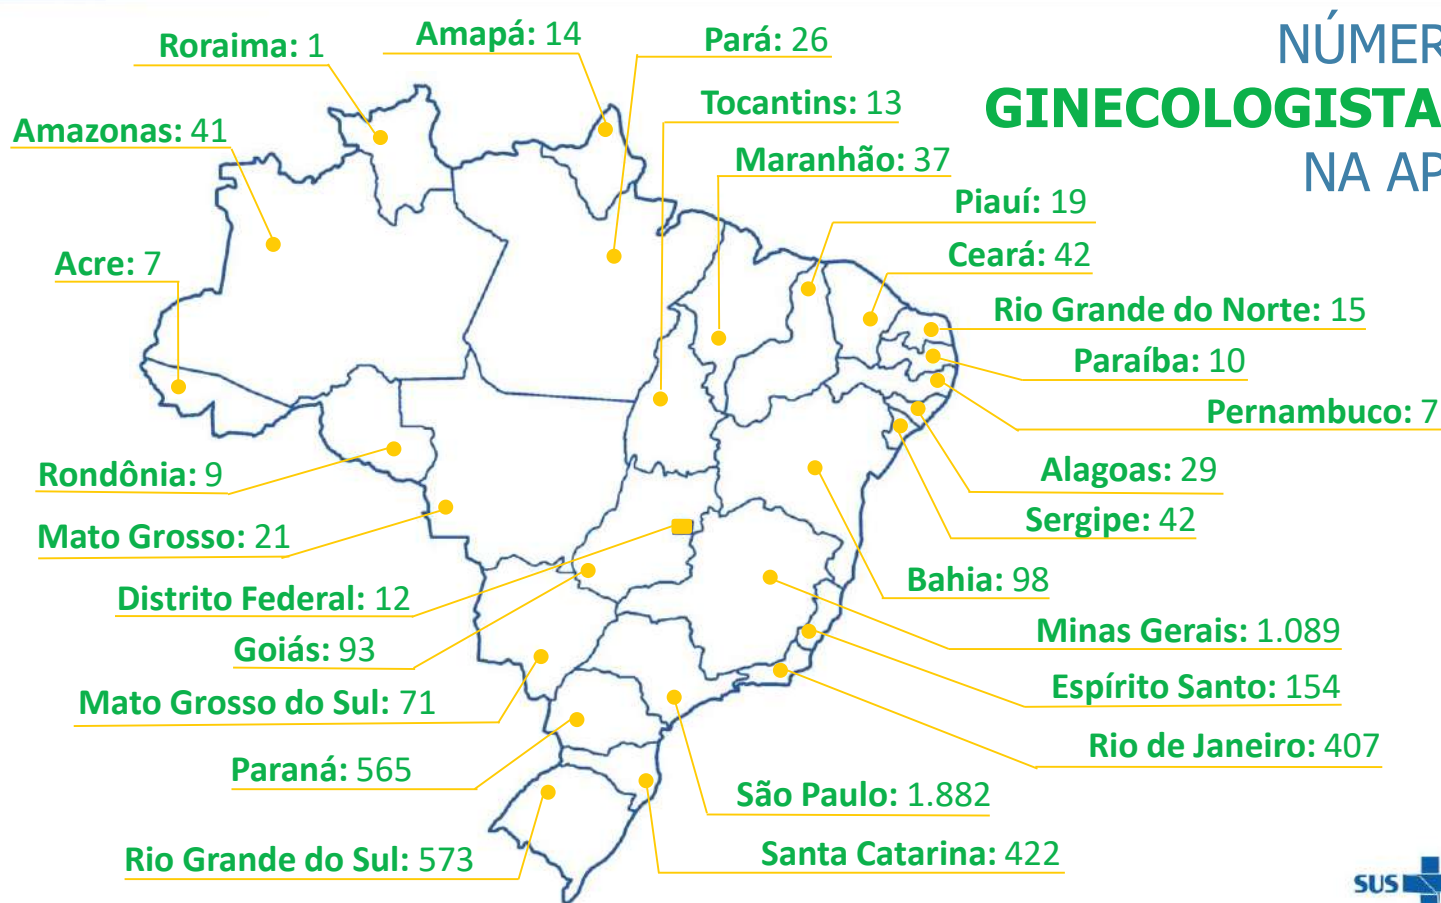 NÚMER
GINECOLOGISTA
NA AP
Roraima: 1
Amapá: 14
Pará: 26
Amazonas: 41
Tocantins: 13
Maranhão: 37
Piauí: 19
Acre: 7
Ceará: 42
Rio Grande do Norte: 15
Paraíba: 10
Pernambuco: 7
Rondônia: 9
Alagoas: 29
Sergipe: 42
Mato Grosso: 21
Distrito Federal: 12
Bahia: 98
Goiás: 93
Minas Gerais: 1.089
Mato Grosso do Sul: 71
Espírito Santo: 154
Rio de Janeiro: 407
Paraná: 565
São Paulo: 1.882
Rio Grande do Sul: 573
Santa Catarina: 422
SUS